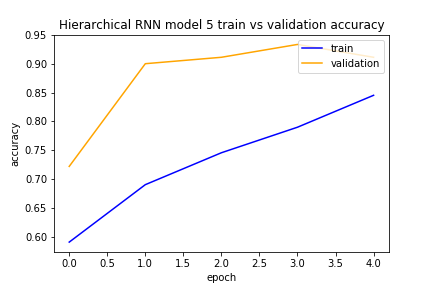 Hierarchical RNN model 5 train vs validation accuracy
0.95
0.90
0.85
0.80
0.75
0.70
0.65
0.60
accuracy
train
validation
0.0 0.5 1.0 1.5 2.0 2.5 3.0 3.5 4.0
epoch